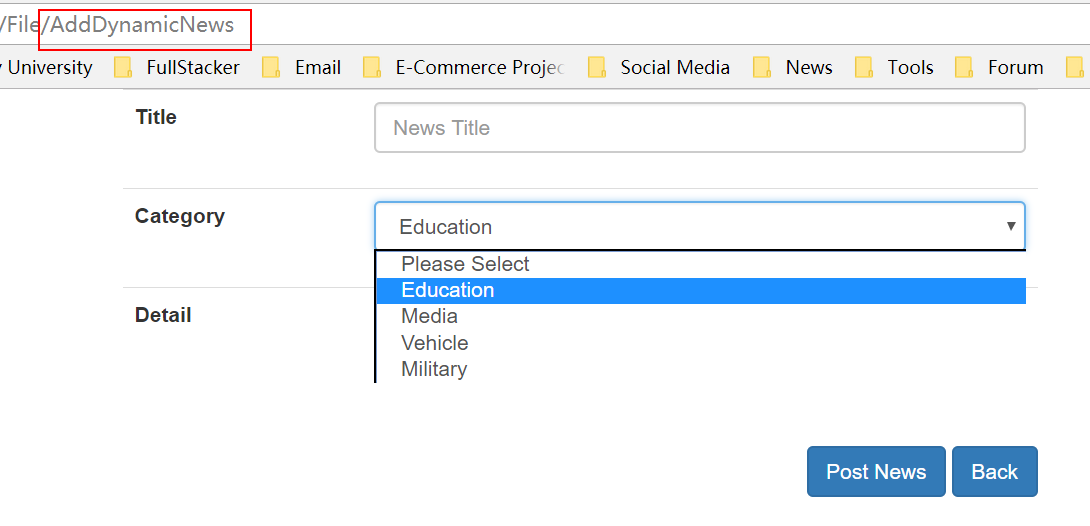 /File/AddDynamicNews
y University FullStacker Email E-Commerce Projec Social Media News Tools Forum
Title News Title
Category Education
Please Select
Education
Detail Media
Vehicle
Military
Post News Back